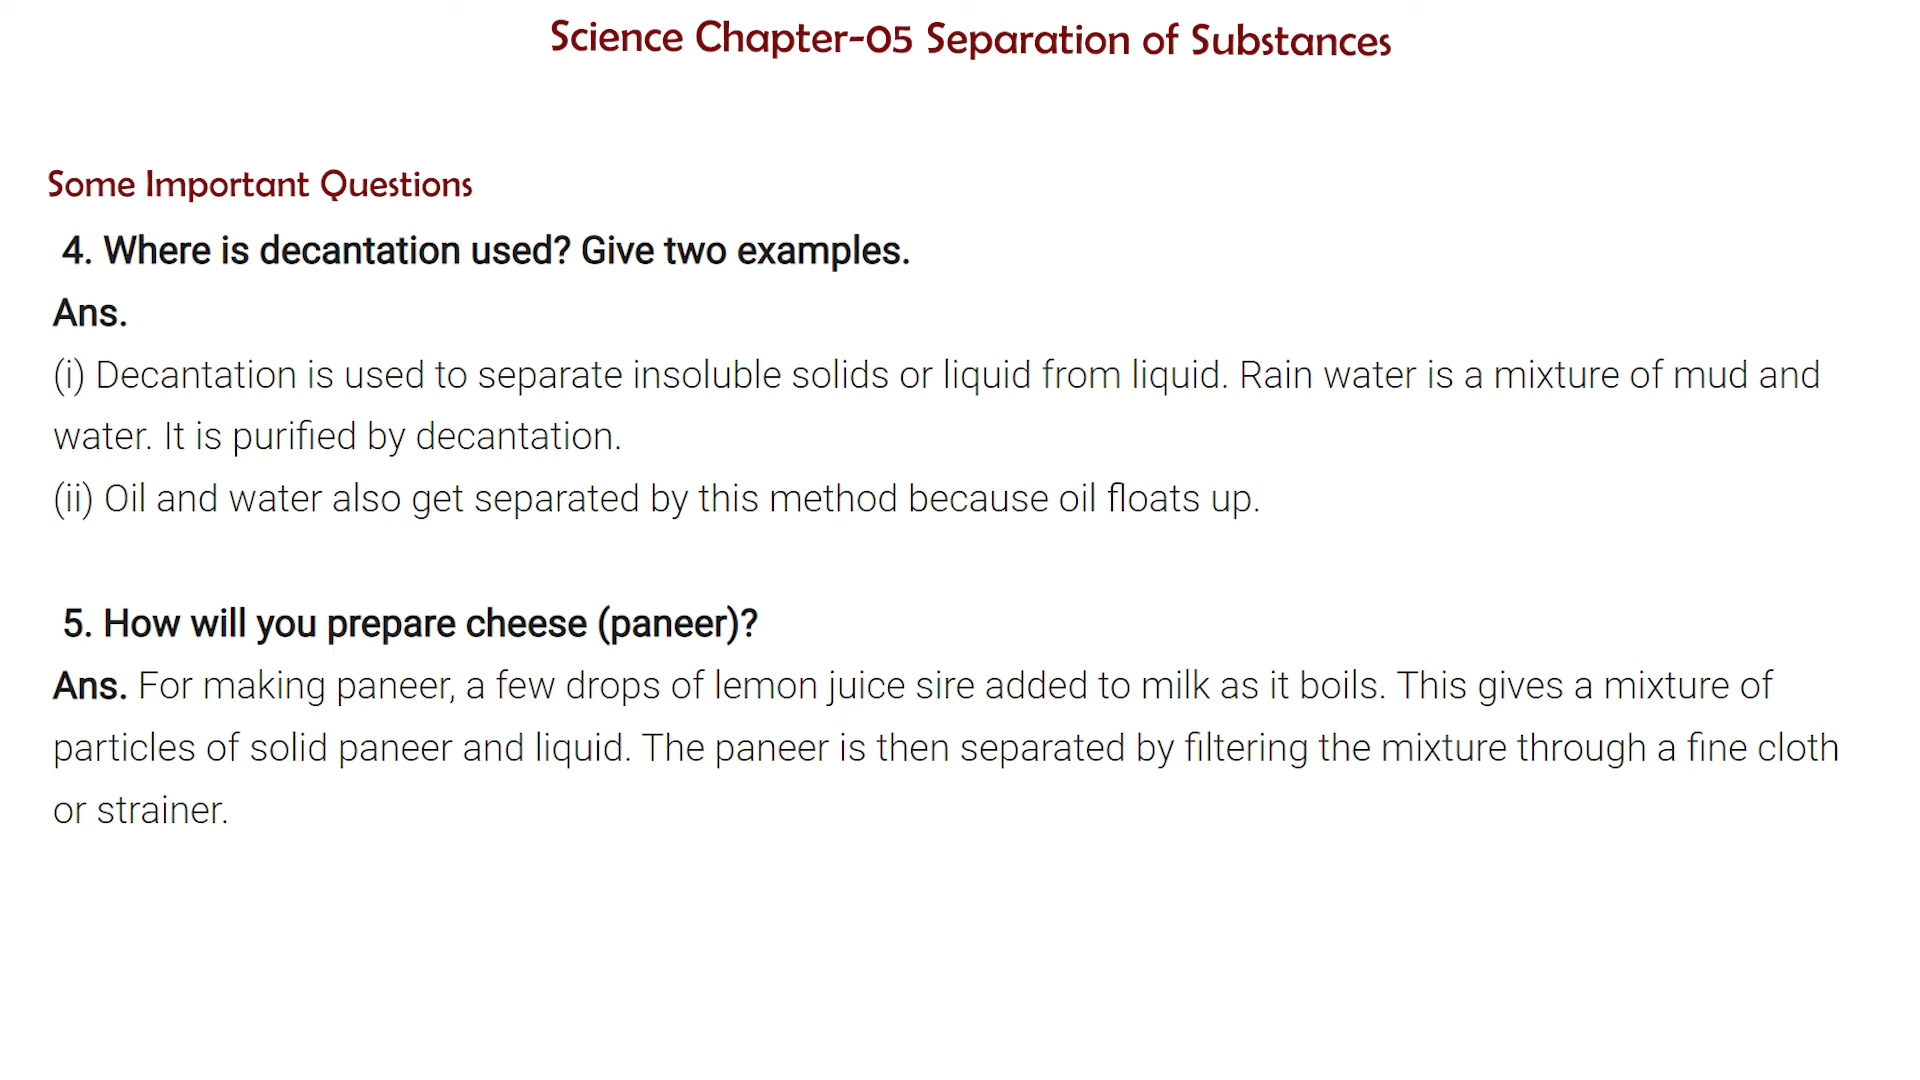 Science Chapter-05 Separation of Substances
Some Important Questions
4. Where is decantation used? Give two examples.
Ans.
(i) Decantation is used to separate insoluble solids or liquid from liquid. Rain water is a mixture of mud and
water. It is purified by decantation.
(ii) Oil and water also get separated by this method because oil floats up.
5. How will you prepare cheese (paneer)?
Ans. For making paneer, a few drops of lemon juice sire added to milk as it boils. This gives a mixture of
particles of solid paneer and liquid. The paneer is then separated by filtering the mixture through a fine cloth
or strainer.